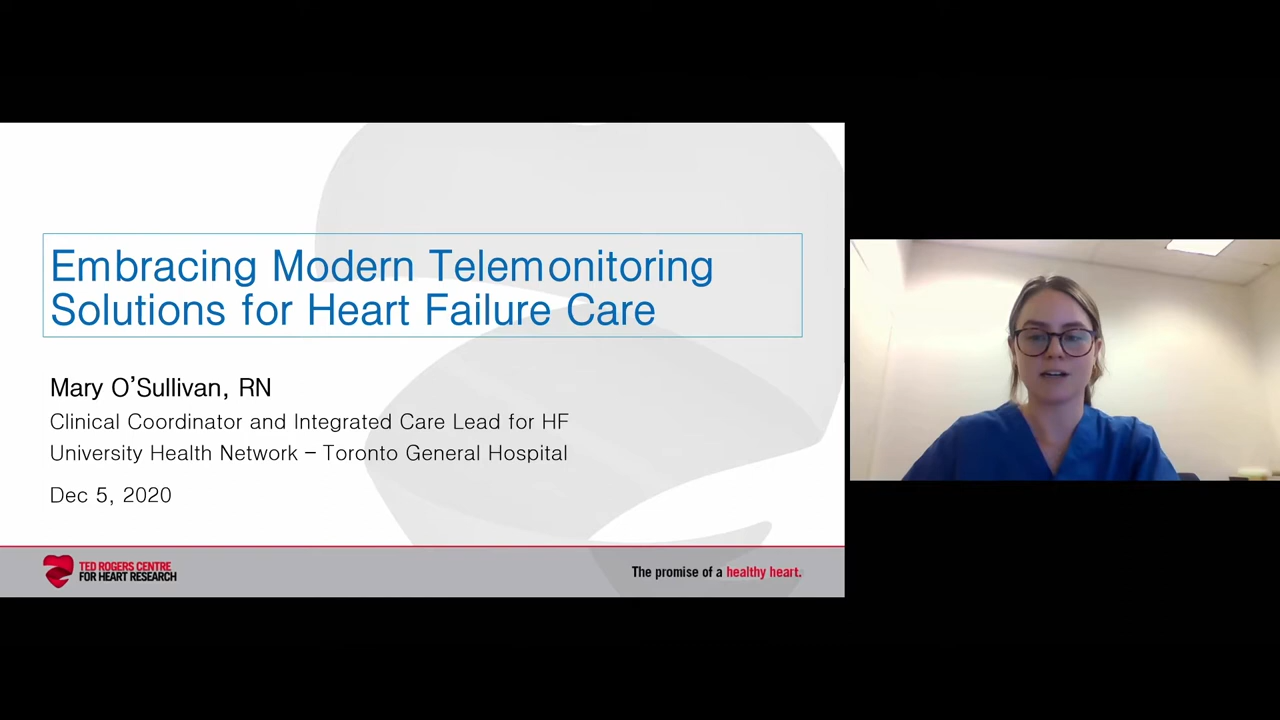 Embracing Modern Telemonitoring
Solutions for Heart Failure Care
Mary O’Sullivan, RN
Clinical Coordinator and Integrated Care Lead for HF
University Health Network – Toronto General Hospital
Dec 5, 2020
TED ROGERS CENTRE
FOR HEART RESEARCH
The promise of a healthy heart.